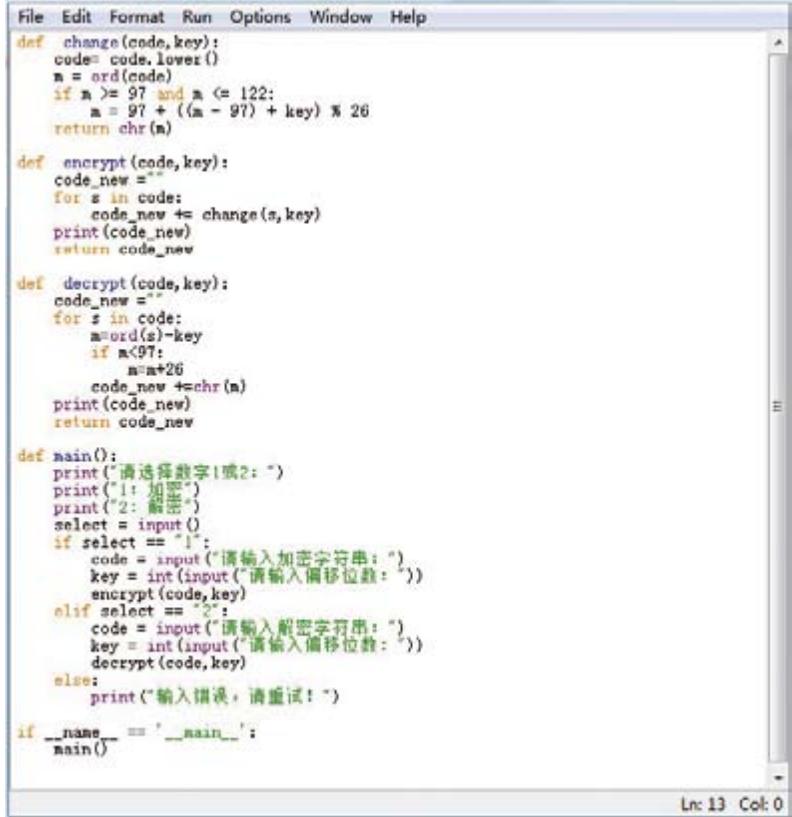 File Edit Format Run Options Window Help
def change(code,key):
    code= code.lower()
    m = ord(code)
    if m >= 97 and m <= 122:
        m = 97 + ((m - 97) + key) % 26
    return chr(m)

def encrypt(code,key):
    code_new =""
    for s in code:
        code_new += change(s,key)
    print(code_new)
    return code_new

def decrypt(code,key):
    code_new =""
    for s in code:
        m=ord(s)-key
        if m<97:
            m=m+26
        code_new +=chr(m)
    print(code_new)
    return code_new

def main():
    print("请选择数字1或2：")
    print("1: 加密")
    print("2: 解密")
    select = input()
    if select == "1":
        code = input("请输入加密字符串：")
        key = int(input("请输入偏移位数："))
        encrypt(code,key)
    elif select == "2":
        code = input("请输入解密字符串：")
        key = int(input("请输入偏移位数："))
        decrypt(code,key)
    else:
        print("输入错误，请重试！")

if __name__ == '__main__':
    main()
Ln: 13 Col: 0